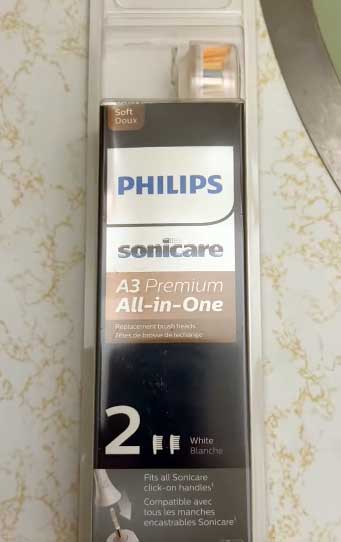 Soft
Doux
PHILIPS
sonicare
A3 Premium
All-in-One
Replacement brush heads
Têtes de brosse de rechange
2
White
Blanche
Fits all Sonicare
click-on handles¹
Compatible avec
tous les manches
encastrables Sonicare¹